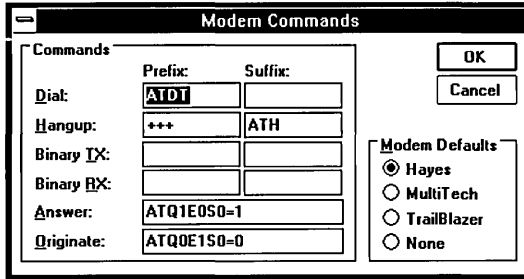 Modem Commands
Commands
Prefix: Suffix:
Dial: ATDT
Hangup: +++ ATH
Binary TX:
Binary RX:
Answer: ATQ1E0S0=1
Originate: ATQ0E1S0=0
OK
Cancel
Modem Defaults
Hayes
MultiTech
TrailBlazer
None